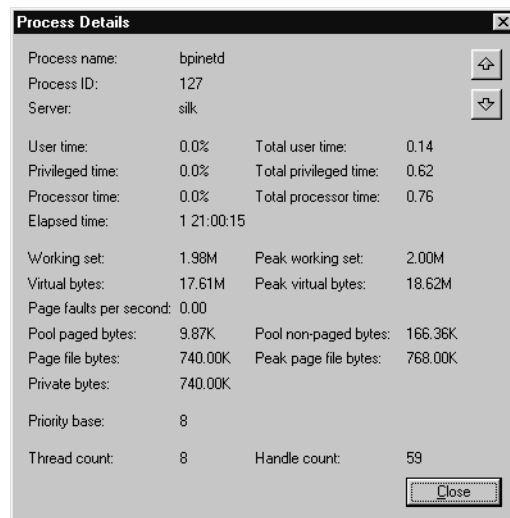 Process Details
Process name: bpinetd
Process ID: 127
Server: silk
User time: 0.0% Total user time: 0.14
Privileged time: 0.0% Total privileged time: 0.62
Processor time: 0.0% Total processor time: 0.76
Elapsed time: 1 21:00:15
Working set: 1.98M Peak working set: 2.00M
Virtual bytes: 17.61M Peak virtual bytes: 18.62M
Page faults per second: 0.00
Pool paged bytes: 9.87K Pool non-paged bytes: 166.36K
Page file bytes: 740.00K Peak page file bytes: 768.00K
Private bytes: 740.00K
Priority base: 8
Thread count: 8 Handle count: 59
Close